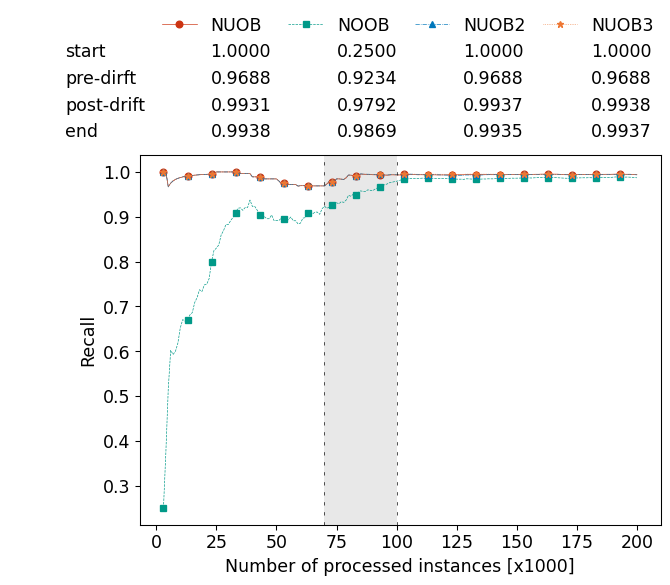 NUOB NOOB NUOB2 NUOB3
start 1.0000 0.2500 1.0000 1.0000
pre-dirft 0.9688 0.9234 0.9688 0.9688
post-drift 0.9931 0.9792 0.9937 0.9938
end 0.9938 0.9869 0.9935 0.9937
1.0
0.9
0.8
0.7
0.6
0.5
0.4
0.3
Recall
0 25 50 75 100 125 150 175 200
Number of processed instances [x1000]